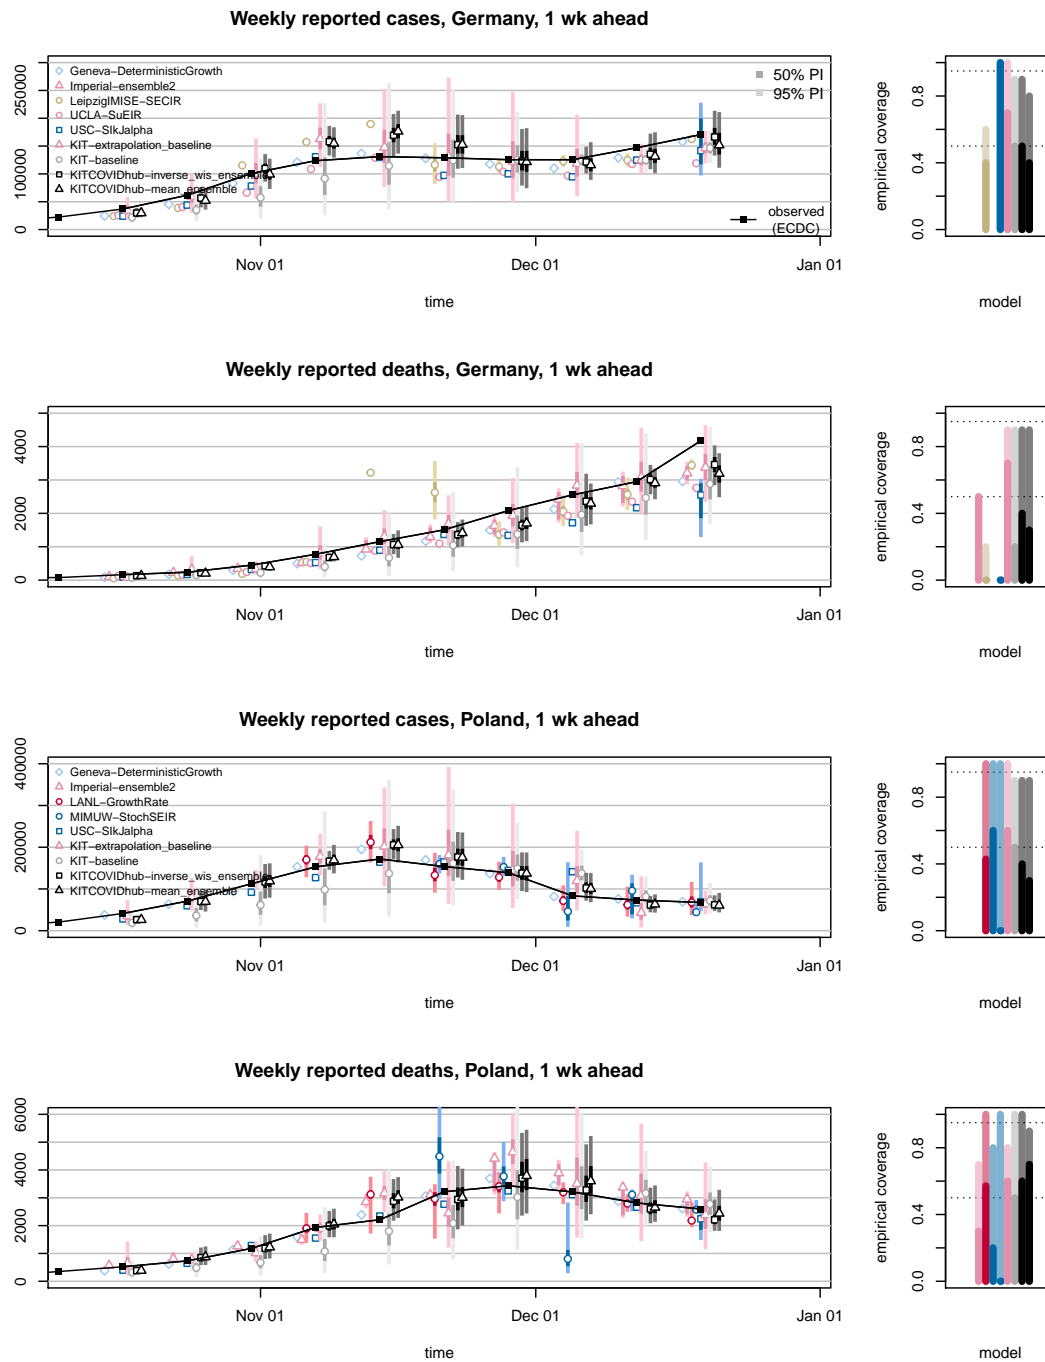 Weekly reported cases, Germany, 1 wk ahead
0
100000
250000
Geneva−DeterministicGrowth
Imperial−ensemble2
LeipzigIMISE−SECIR
UCLA−SuEIR
USC−SIkJalpha
KIT−extrapolation_baseline
KIT−baseline
KITCOVIDhub−inverse_wis_ensemble
KITCOVIDhub−mean_ensemble
50% PI
95% PI
observed
(ECDC)
Nov 01
Dec 01
Jan 01
time
empirical coverage
0.0
0.4
0.8
model
Weekly reported deaths, Germany, 1 wk ahead
0
2000
4000
Nov 01
Dec 01
Jan 01
time
empirical coverage
0.0
0.4
0.8
model
Weekly reported cases, Poland, 1 wk ahead
0
200000
400000
Geneva−DeterministicGrowth
Imperial−ensemble2
LANL−GrowthRate
MIMUW−StochSEIR
USC−SIkJalpha
KIT−extrapolation_baseline
KIT−baseline
KITCOVIDhub−inverse_wis_ensemble
KITCOVIDhub−mean_ensemble
Nov 01
Dec 01
Jan 01
time
empirical coverage
0.0
0.4
0.8
model
Weekly reported deaths, Poland, 1 wk ahead
0
2000
4000
6000
Nov 01
Dec 01
Jan 01
time
empirical coverage
0.0
0.4
0.8
model